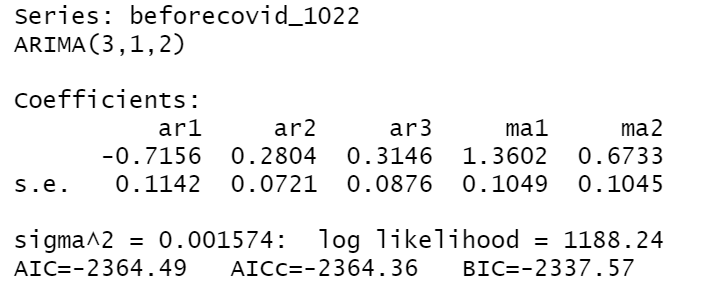 Series: beforecovid_1022
ARIMA(3,1,2)
Coefficients:
ar1 ar2 ar3 ma1 ma2
-0.7156 0.2804 0.3146 1.3602 0.6733
s.e. 0.1142 0.0721 0.0876 0.1049 0.1045
sigma^2 = 0.001574: log likelihood = 1188.24
AIC=-2364.49 AICc=-2364.36 BIC=-2337.57